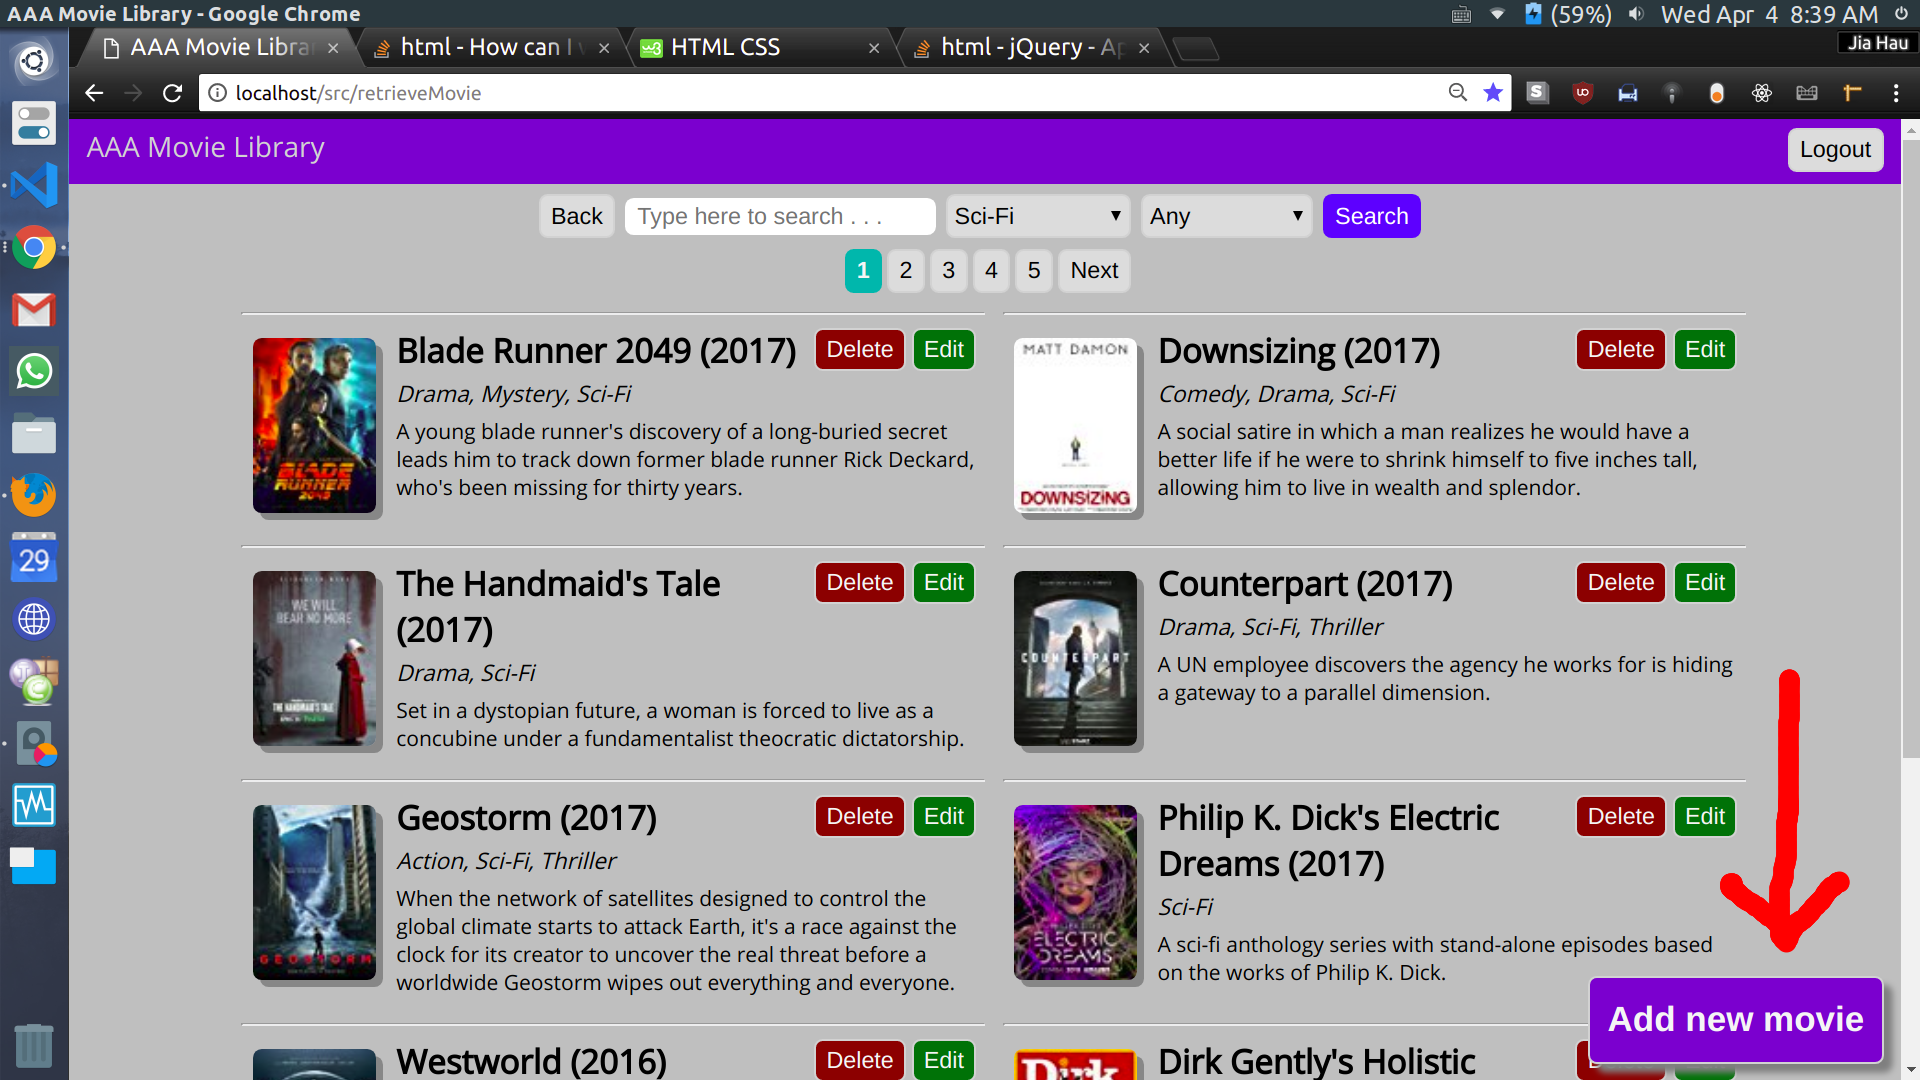 AAA Movie Library - Google Chrome
(59%) Wed Apr 4 8:39 AM
AAA Movie Libra
html - How can I
HTML CSS
html - jQuery - Ap
Jia Hau
localhost/src/retrieveMovie
AAA Movie Library
Logout
Back
Type here to search . . .
Sci-Fi
Any
Search
1 2 3 4 5 Next
Blade Runner 2049 (2017)
Delete Edit
Drama, Mystery, Sci-Fi
A young blade runner's discovery of a long-buried secret
leads him to track down former blade runner Rick Deckard,
who's been missing for thirty years.
BLADE
RUNNER
2049
MATT DAMON
DOWNSIZING
Downsizing (2017)
Delete Edit
Comedy, Drama, Sci-Fi
A social satire in which a man realizes he would have a
better life if he were to shrink himself to five inches tall,
allowing him to live in wealth and splendor.
WE WILL
BEAR NO MORE
THE HANDMAID'S TALE
The Handmaid's Tale
(2017)
Delete Edit
Drama, Sci-Fi
Set in a dystopian future, a woman is forced to live as a
concubine under a fundamentalist theocratic dictatorship.
COUNTERPART
Counterpart (2017)
Delete Edit
Drama, Sci-Fi, Thriller
A UN employee discovers the agency he works for is hiding
a gateway to a parallel dimension.
GEOSTORM
Geostorm (2017)
Delete Edit
Action, Sci-Fi, Thriller
When the network of satellites designed to control the
global climate starts to attack Earth, it's a race against the
clock for its creator to uncover the real threat before a
worldwide Geostorm wipes out everything and everyone.
ELECTRIC
DREAMS
Philip K. Dick's Electric
Dreams (2017)
Delete Edit
Sci-Fi
A sci-fi anthology series with stand-alone episodes based
on the works of Philip K. Dick.
Add new movie
Westworld (2016)
Delete Edit
Dirk
Dirk Gently's Holistic
29